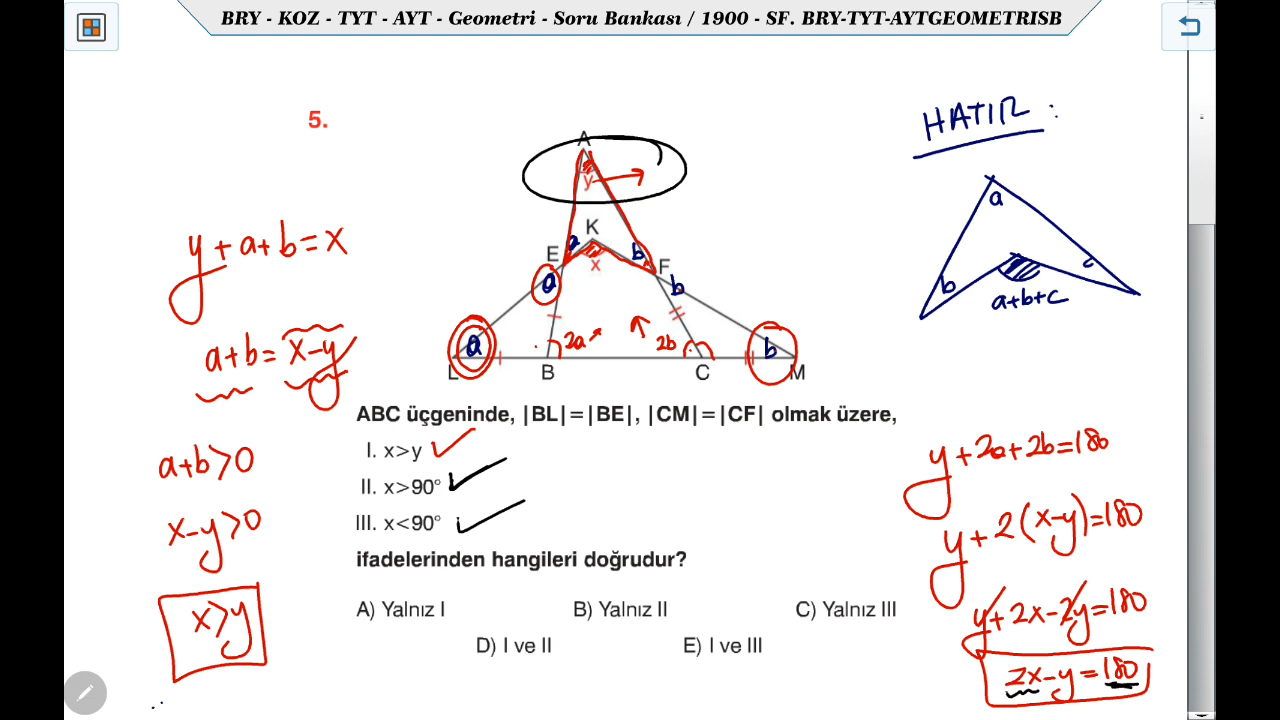 BRY - KOZ - TYT - AYT - Geometri - Soru Bankası / 1900 - SF. BRY-TYT-AYTGEOMETRISB
5.
HATIR :
a
b
c
a+b+c
A
y
K
E
a
x
b
F
a
b
a
2a
2b
b
L
B
C
M
y + a + b = x
a+b = x-y
a+b > 0
x-y > 0
x > y
ABC üçgeninde, |BL|=|BE|, |CM|=|CF| olmak üzere,
I. x>y
II. x>90°
III. x<90°
ifadelerinden hangileri doğrudur?
A) Yalnız I
B) Yalnız II
C) Yalnız III
D) I ve II
E) I ve III
y + 2a + 2b = 180
y + 2(x-y) = 180
y + 2x - 2y = 180
2x - y = 180